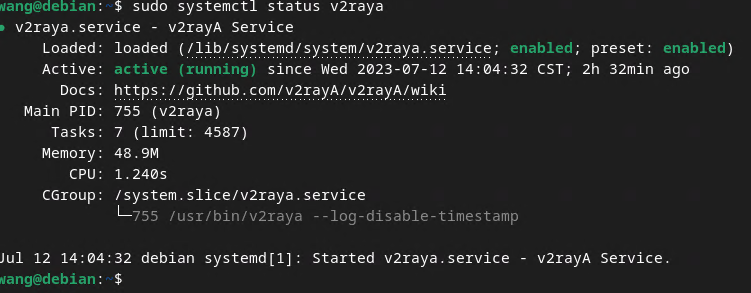 wang@debian:~$ sudo systemctl status v2raya
● v2raya.service - v2rayA Service
Loaded: loaded (/lib/systemd/system/v2raya.service; enabled; preset: enabled)
Active: active (running) since Wed 2023-07-12 14:04:32 CST; 2h 32min ago
Docs: https://github.com/v2rayA/v2rayA/wiki
Main PID: 755 (v2raya)
Tasks: 7 (limit: 4587)
Memory: 48.9M
CPU: 1.240s
CGroup: /system.slice/v2raya.service
└─755 /usr/bin/v2raya --log-disable-timestamp
Jul 12 14:04:32 debian systemd[1]: Started v2raya.service - v2rayA Service.
wang@debian:~$